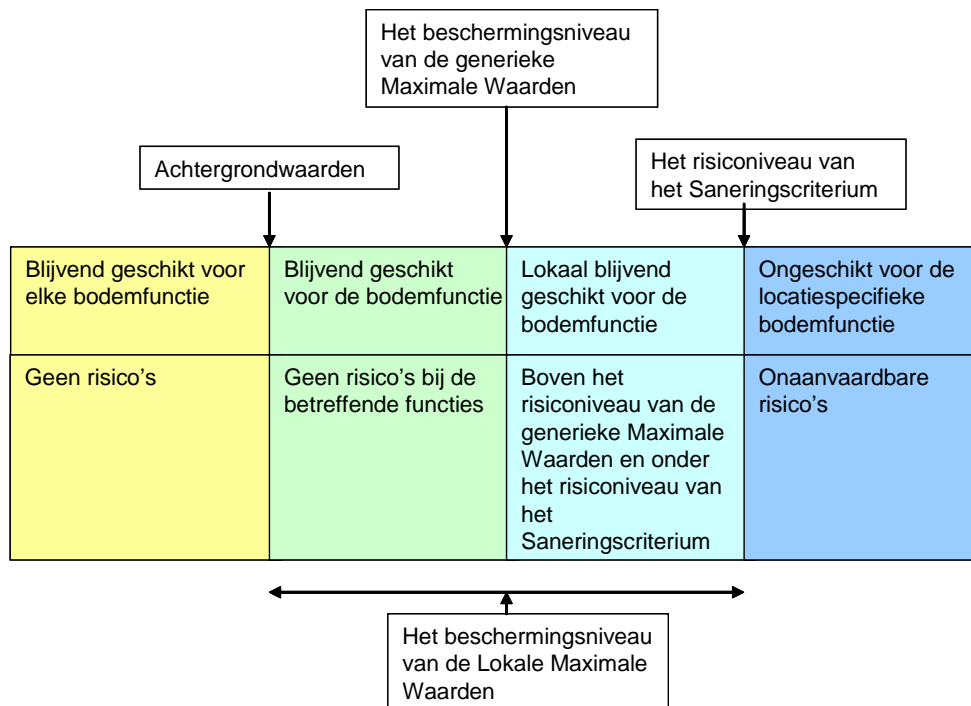 Het beschermingsniveau
van de generieke
Maximale Waarden
Achtergrondwaarden
Het risiconiveau van
het Saneringscriterium
Blijvend geschikt voor
elke bodemfunctie
Blijvend geschikt
voor de bodemfunctie
Lokaal blijvend
geschikt voor de
bodemfunctie
Ongeschikt voor de
locatiespecifieke
bodemfunctie
Geen risico’s
Geen risico’s bij de
betreffende functies
Boven het
risiconiveau van de
generieke Maximale
Waarden en onder
het risiconiveau van
het
Saneringscriterium
Onaanvaardbare
risico’s
Het beschermingsniveau
van de Lokale Maximale
Waarden